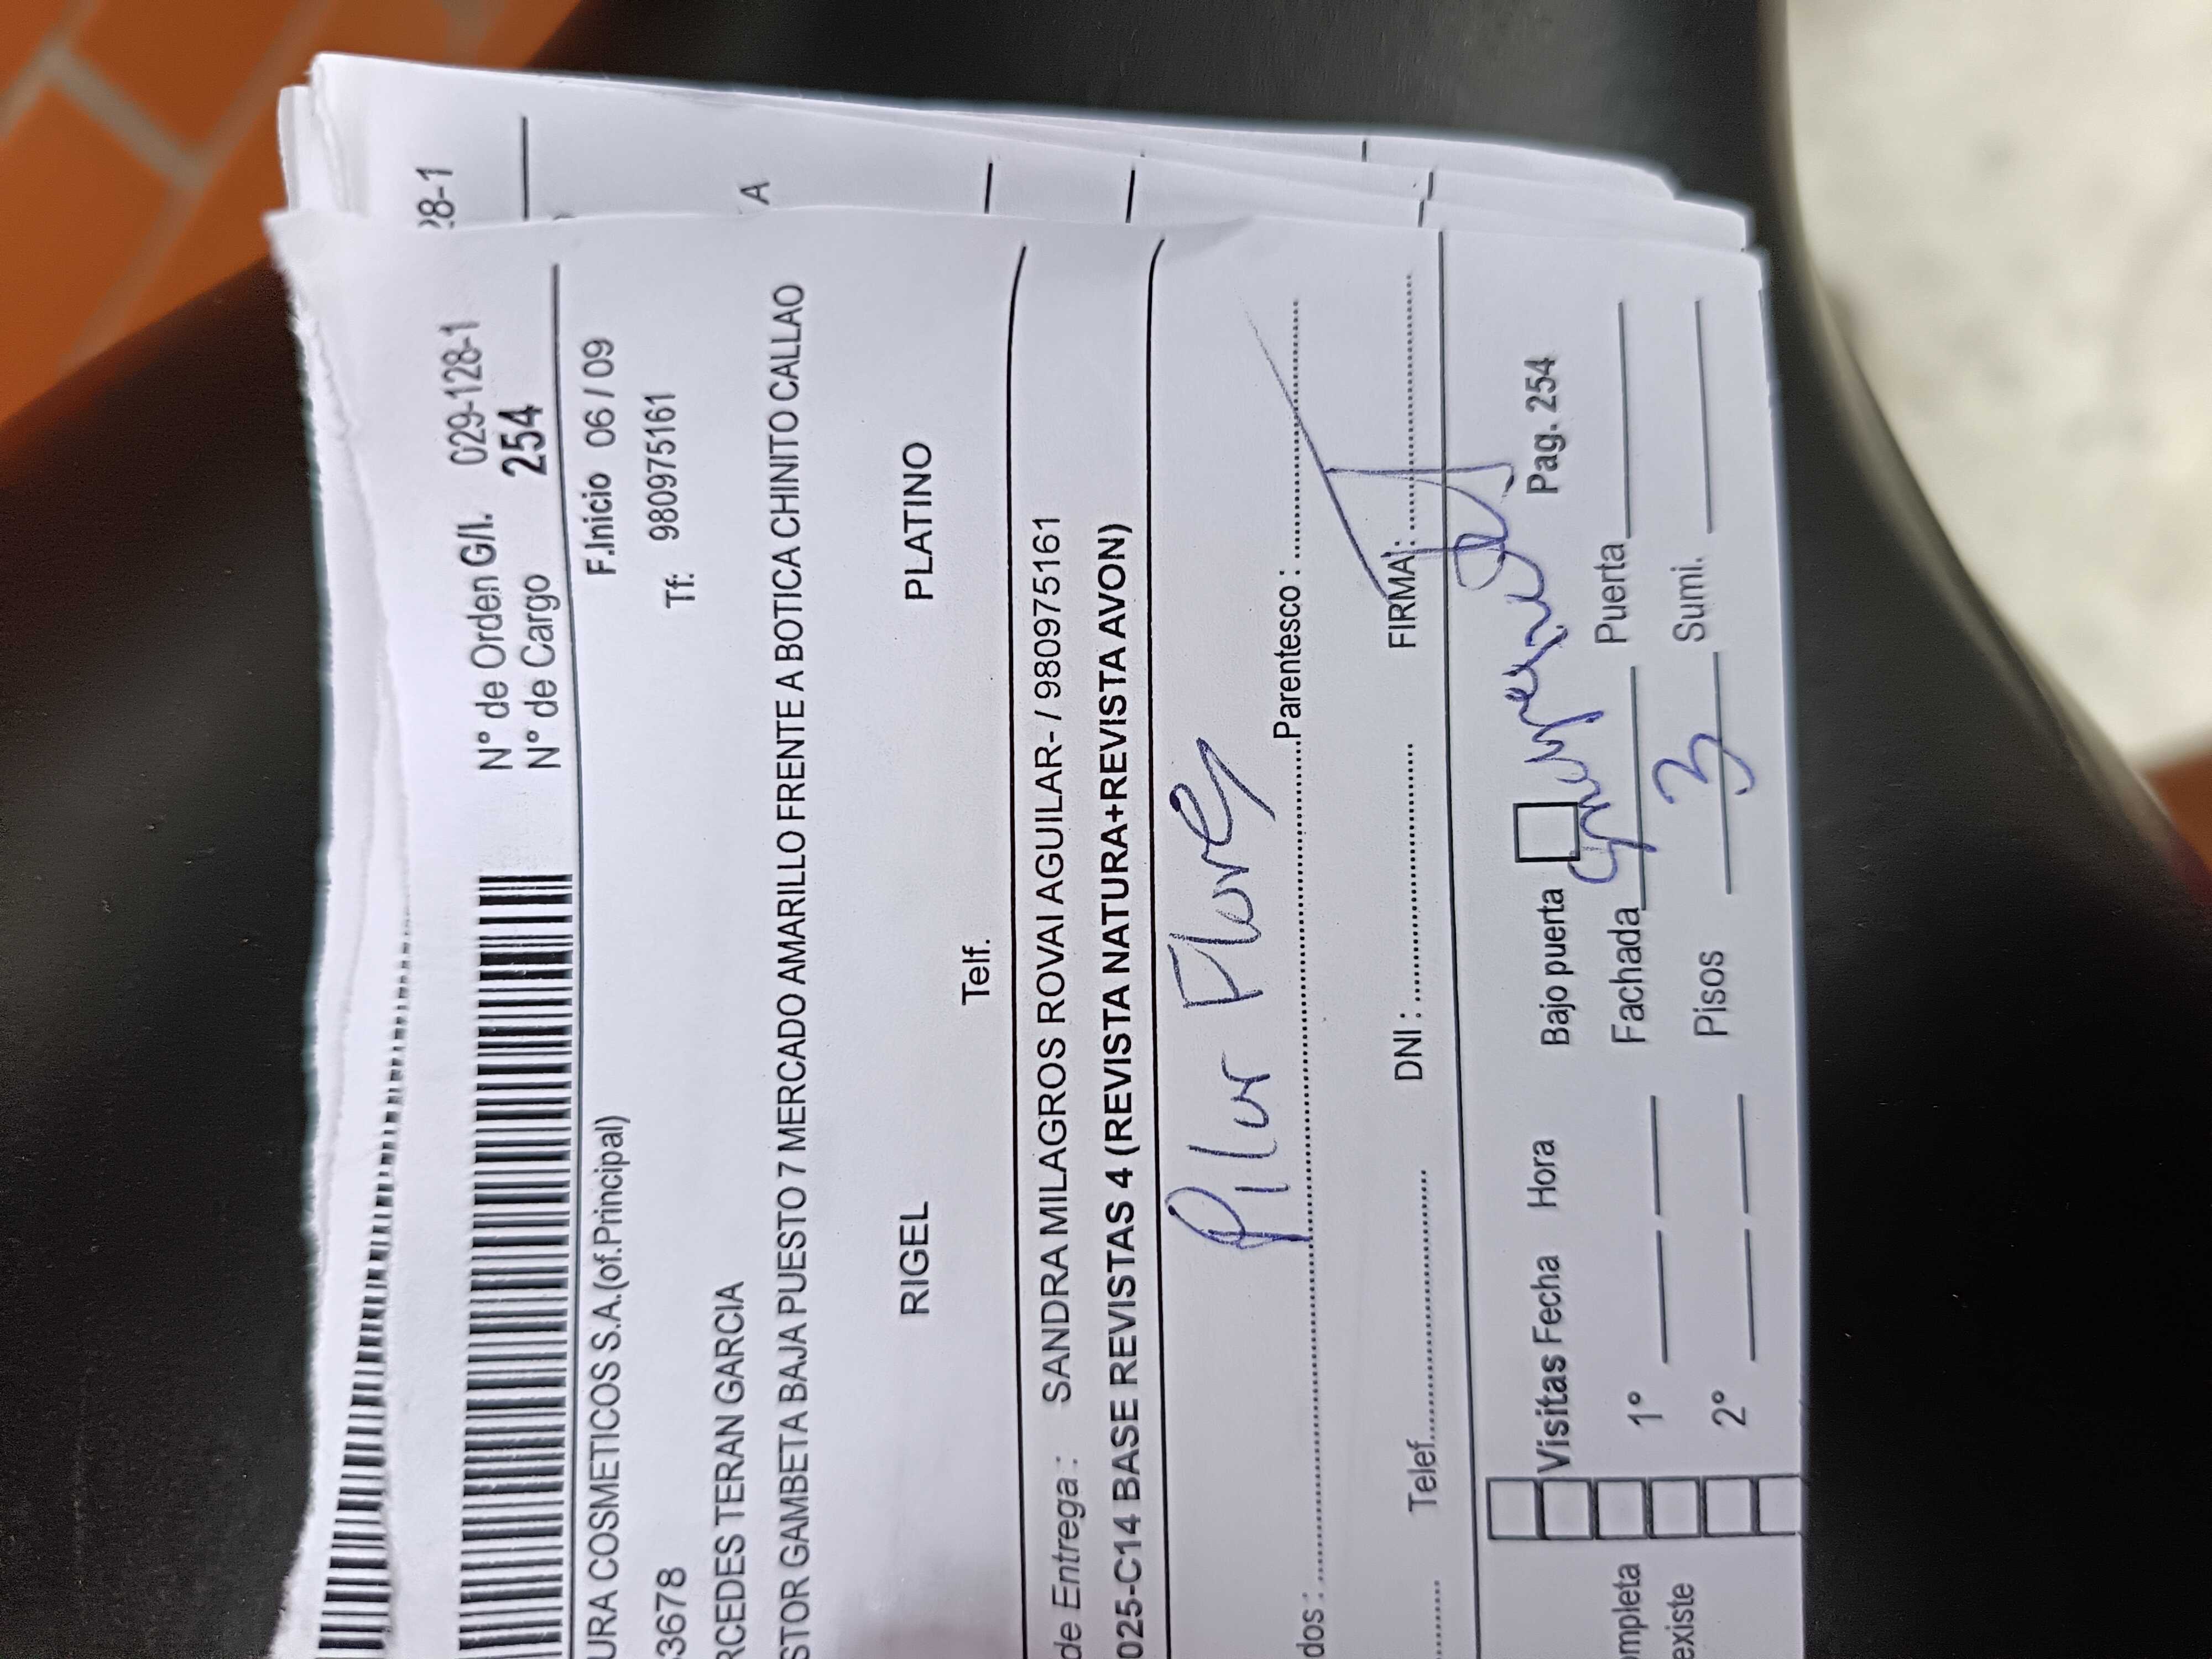 28-1
A
N° de Orden G/I. 029-128-1
N° de Cargo 254
URA COSMETICOS S.A.(of.Principal) F.Inicio 06 / 09
3678 Tf: 980975161
RCEDES TERAN GARCIA
STOR GAMBETA BAJA PUESTO 7 MERCADO AMARILLO FRENTE A BOTICA CHINITO CALLAO
RIGEL PLATINO
Telf.
de Entrega : SANDRA MILAGROS ROVAI AGUILAR- / 980975161
025-C14 BASE REVISTAS 4 (REVISTA NATURA+REVISTA AVON)
Pilar Flores
dos : Parentesco :
Telef. DNI : FIRMA :
Visitas Fecha Hora Bajo puerta Pag. 254
mpleta 1° Fachada Puerta
existe 2° Pisos 3 Sumi.